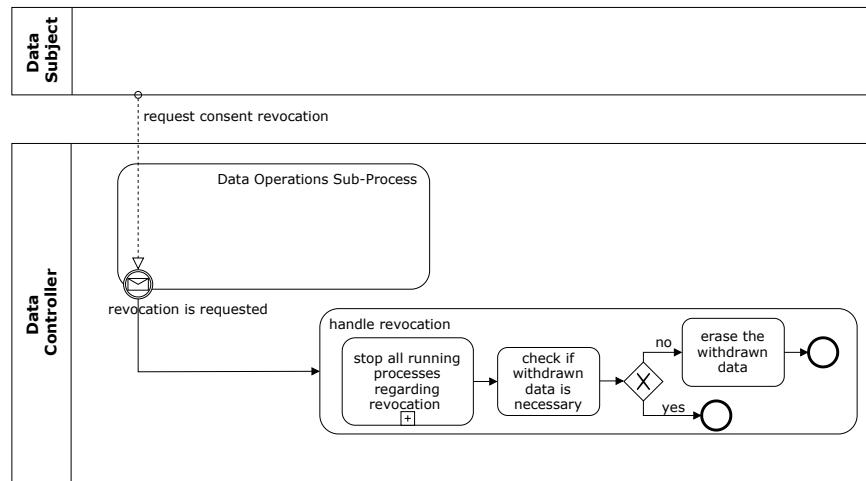 Data
Subject
request consent revocation
Data Operations Sub-Process
revocation is requested
Data
Controller
handle revocation
stop all running
processes
regarding
revocation
+
check if
withdrawn
data is
necessary
no
yes
erase the
withdrawn
data